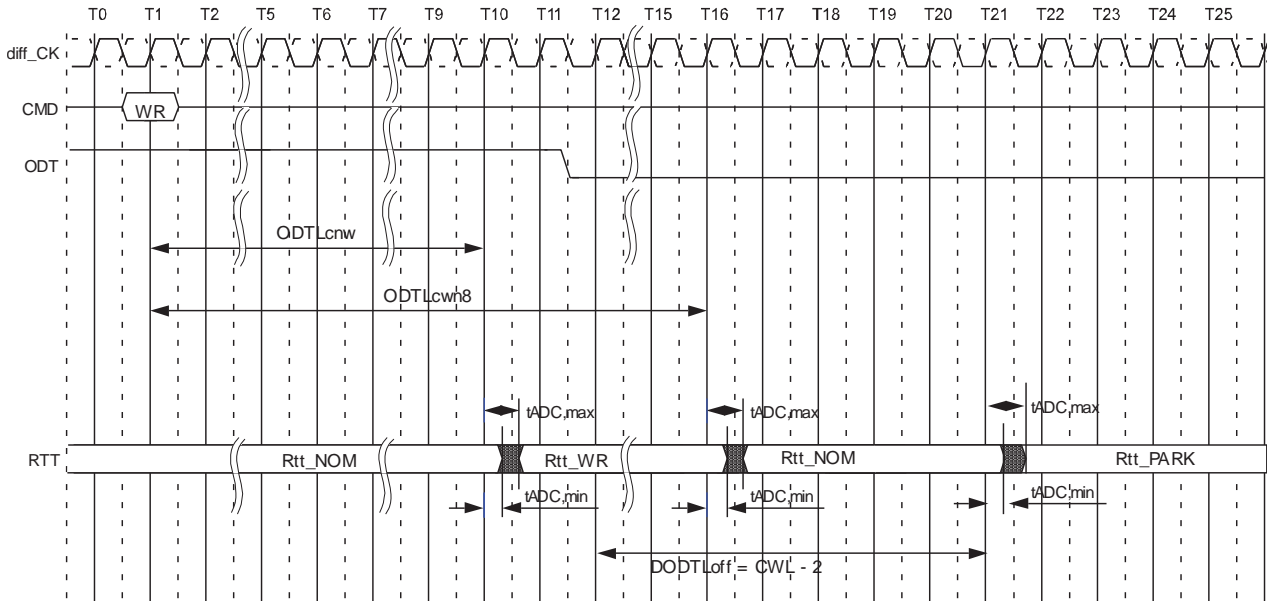 T0 T1 T2 T5 T6 T7 T9 T10 T11 T12 T15 T16 T17 T18 T19 T20 T21 T22 T23 T24 T25
diff_CK
CMD WR
ODT
ODTLcnw
ODTLcwn8
tADC,max tADC,max tADC,max
RTT Rtt_NOM Rtt_WR Rtt_NOM Rtt_PARK
tADC,min tADC,min tADC,min
DODTLoff = CWL - 2